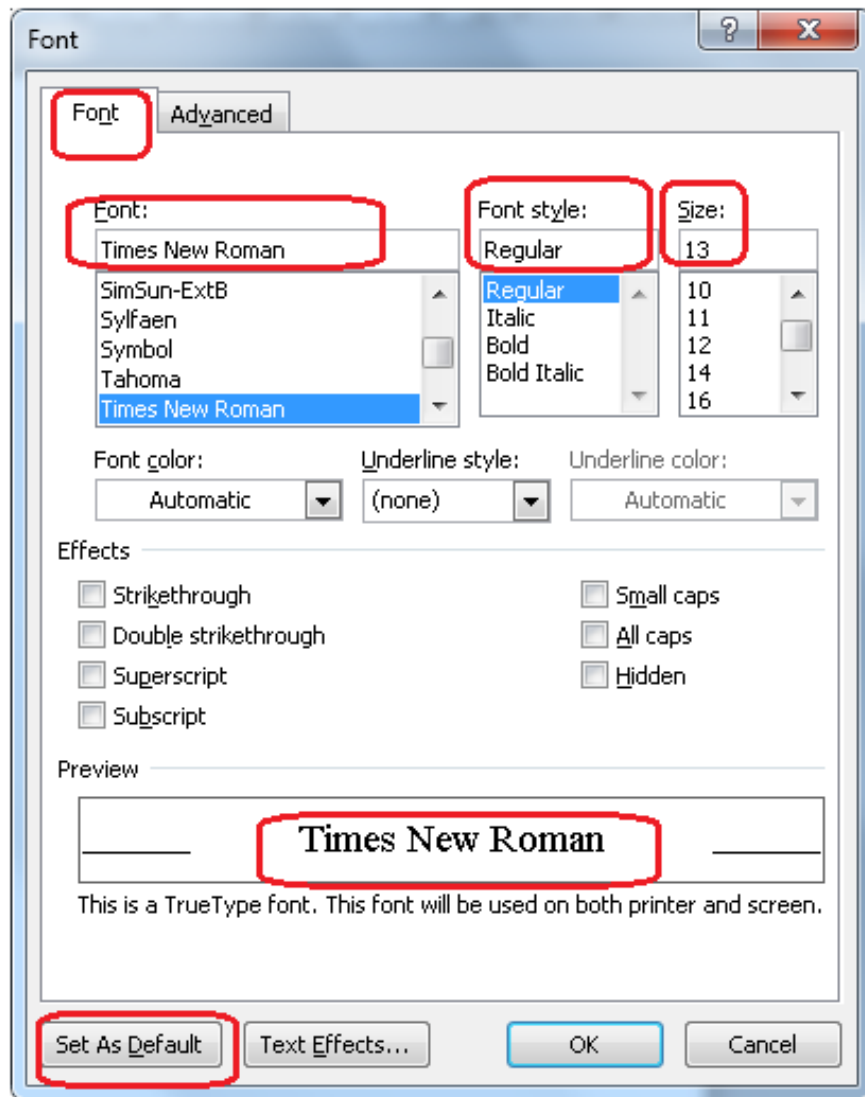 Font
Font Advanced
Font: Font style: Size:
Times New Roman Regular 13
SimSun-ExtB Regular 10
Sylfaen Italic 11
Symbol Bold 12
Tahoma Bold Italic 14
Times New Roman 16
Font color: Underline style: Underline color:
Automatic (none) Automatic
Effects
Strikethrough Small caps
Double strikethrough All caps
Superscript Hidden
Subscript
Preview
Times New Roman
This is a TrueType font. This font will be used on both printer and screen.
Set As Default Text Effects... OK Cancel